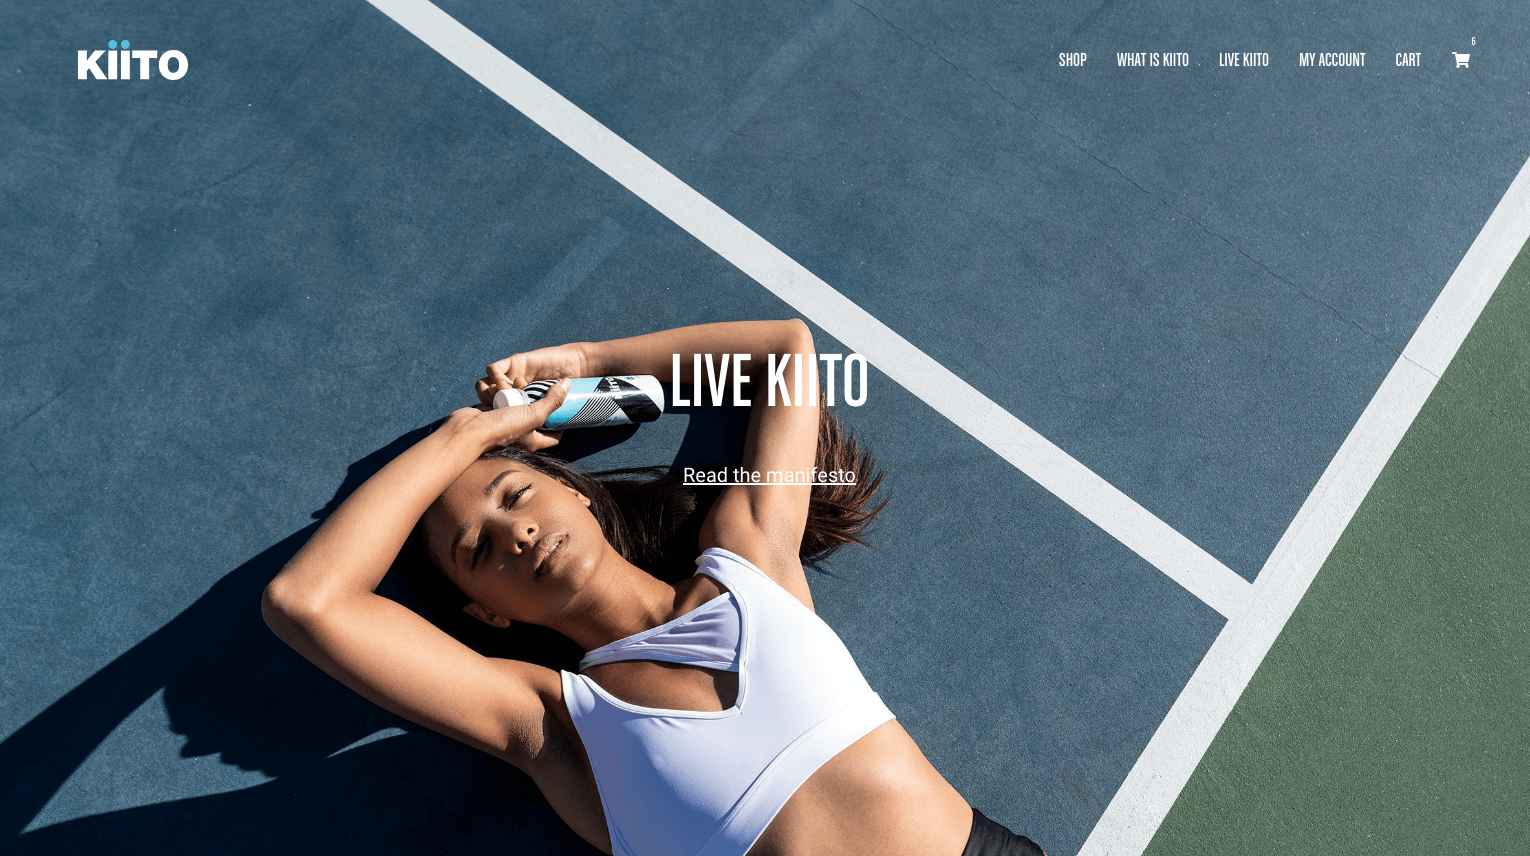 KiiTO
SHOP WHAT IS KIITO LIVE KIITO MY ACCOUNT CART 6
LIVE KIITO
Read the manifesto